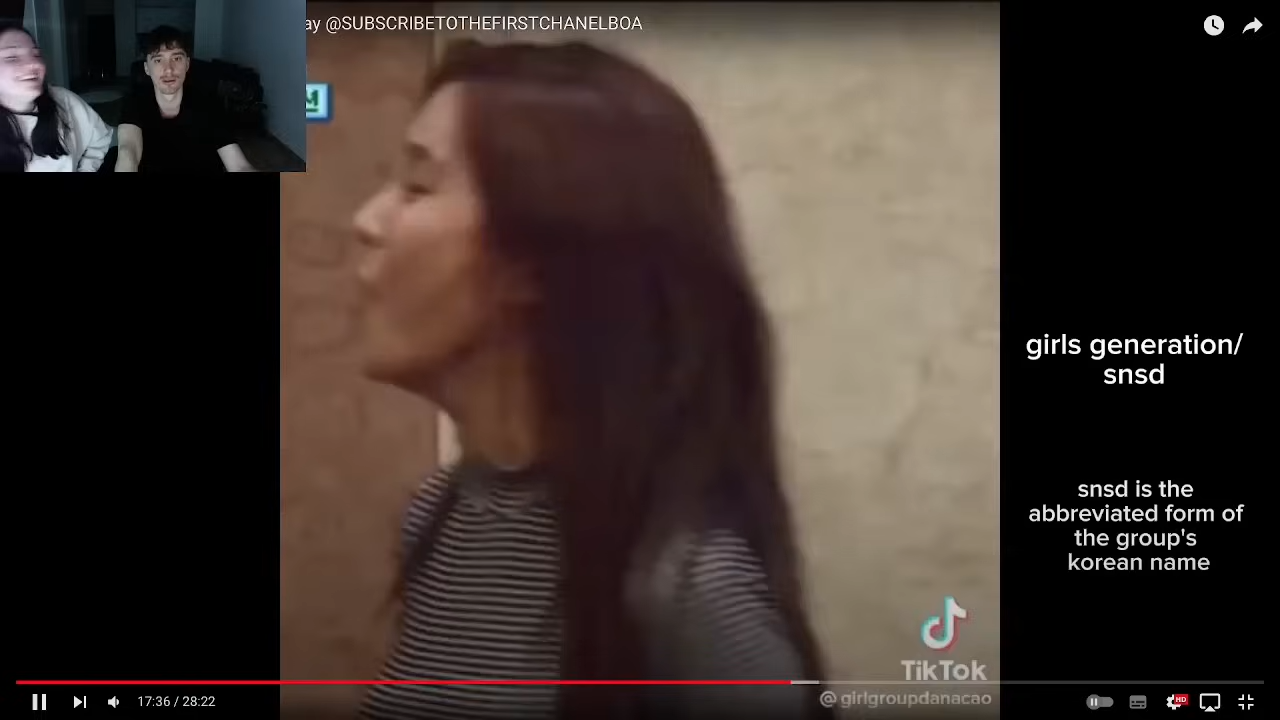 ay @SUBSCRIBETOTHEFIRSTCHANELBOA
M
girls generation/
snsd
snsd is the
abbreviated form of
the group's
korean name
TikTok
@ girlgroupdanacao
17:36 / 28:22
HD